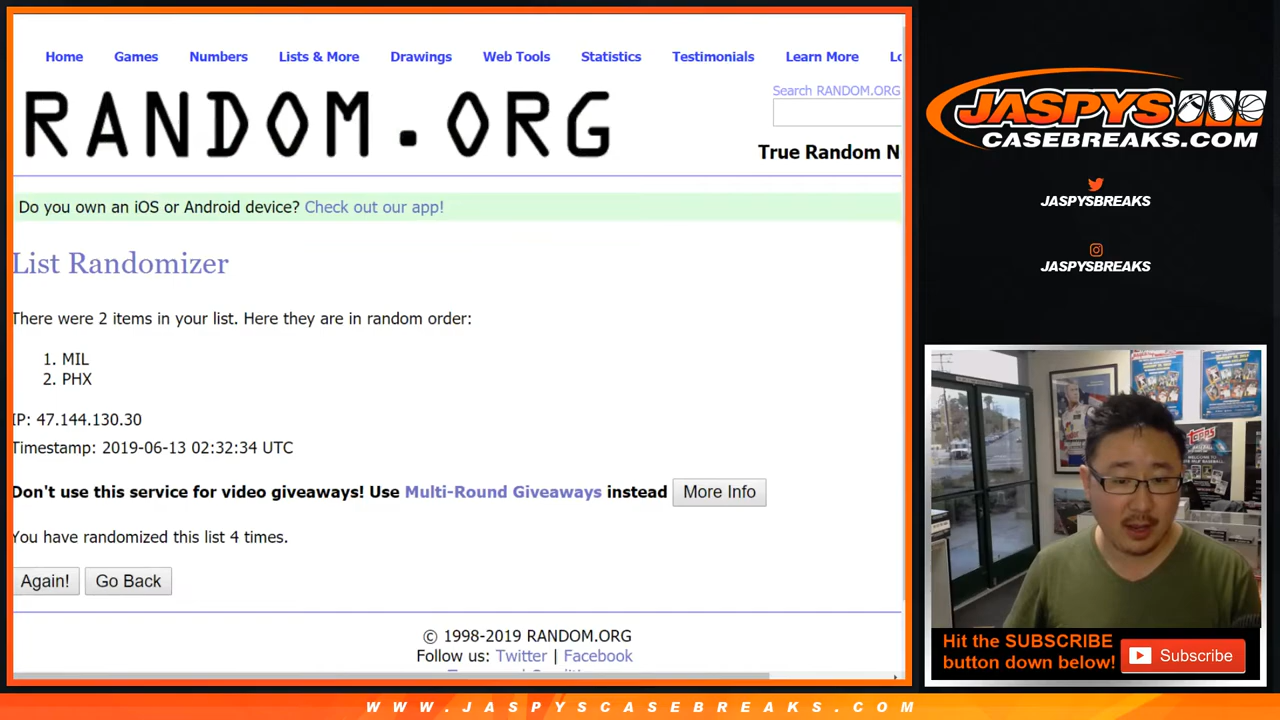 Home Games Numbers Lists & More Drawings Web Tools Statistics Testimonials Learn More
RANDOM.ORG
Search RANDOM.ORG
True Random N
Do you own an iOS or Android device? Check out our app!
List Randomizer
There were 2 items in your list. Here they are in random order:
1. MIL
2. PHX
IP: 47.144.130.30
Timestamp: 2019-06-13 02:32:34 UTC
Don't use this service for video giveaways! Use Multi-Round Giveaways instead More Info
You have randomized this list 4 times.
Again! Go Back
© 1998-2019 RANDOM.ORG
Follow us: Twitter | Facebook
JASPYS
CASEBREAKS.COM
JASPYSBREAKS
JASPYSBREAKS
TOPPS
Hit the SUBSCRIBE
button down below!
Subscribe
WWW.JASPYSCASEBREAKS.COM